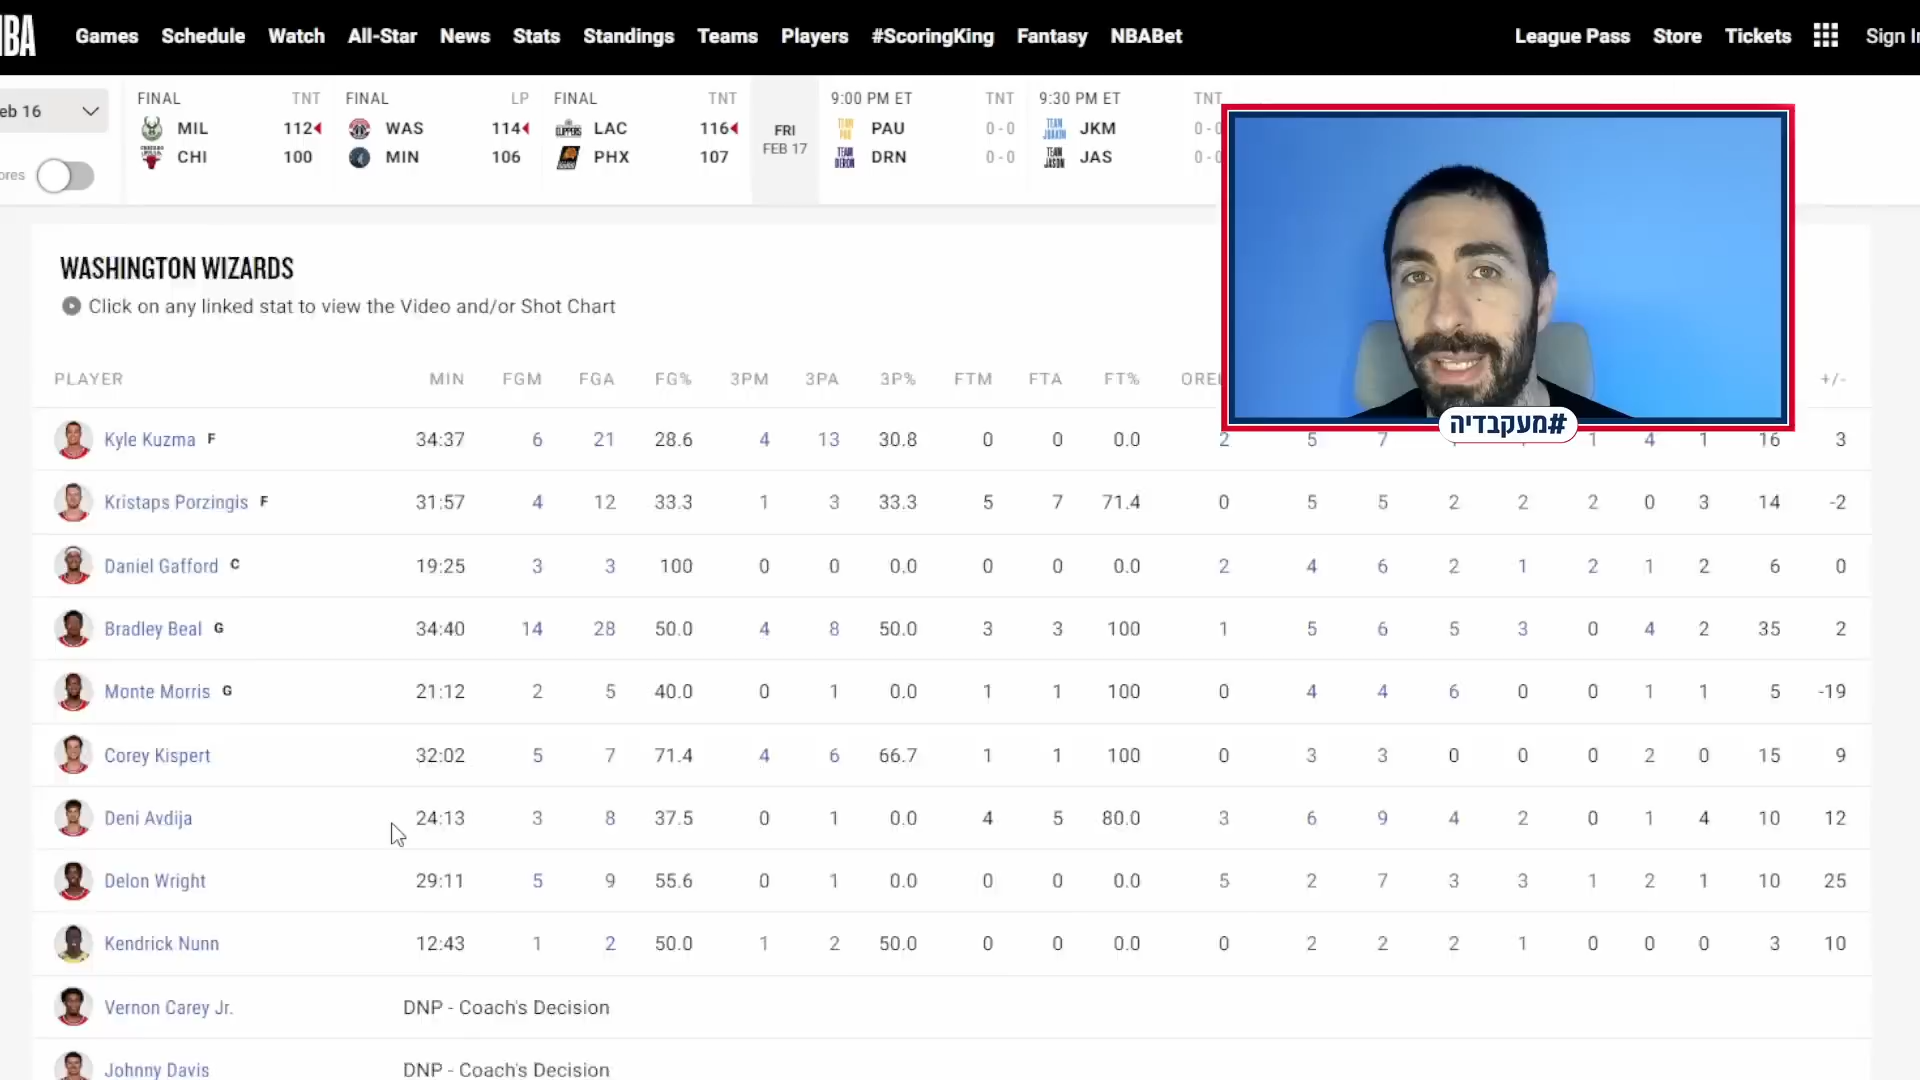 NBA Games Schedule Watch All-Star News Stats Standings Teams Players #ScoringKing Fantasy NBABet League Pass Store Tickets Sign In
FINAL TNT FINAL LP FINAL TNT 9:00 PM ET TNT 9:30 PM ET TNT
eb 16
MIL 112 WAS 114 LAC 116 FRI PAU 0 - 0 JKM 0 - 0
CHI 100 MIN 106 PHX 107 FEB 17 DRN 0 - 0 JAS 0 - 0
ores
WASHINGTON WIZARDS
Click on any linked stat to view the Video and/or Shot Chart
PLAYER MIN FGM FGA FG% 3PM 3PA 3P% FTM FTA FT% +/-
#מעקבדיה
Kyle Kuzma F 34:37 6 21 28.6 4 13 30.8 0 0 0.0 2 5 7 1 4 1 16 3
Kristaps Porzingis F 31:57 4 12 33.3 1 3 33.3 5 7 71.4 0 5 5 2 2 2 0 3 14 -2
Daniel Gafford C 19:25 3 3 100 0 0 0.0 0 0 0.0 2 4 6 2 1 2 1 2 6 0
Bradley Beal G 34:40 14 28 50.0 4 8 50.0 3 3 100 1 5 6 5 3 0 4 2 35 2
Monte Morris G 21:12 2 5 40.0 0 1 0.0 1 1 100 0 4 4 6 0 0 1 1 5 -19
Corey Kispert 32:02 5 7 71.4 4 6 66.7 1 1 100 0 3 3 0 0 0 2 0 15 9
Deni Avdija 24:13 3 8 37.5 0 1 0.0 4 5 80.0 3 6 9 4 2 0 1 4 10 12
Delon Wright 29:11 5 9 55.6 0 1 0.0 0 0 0.0 5 2 7 3 3 1 2 1 10 25
Kendrick Nunn 12:43 1 2 50.0 1 2 50.0 0 0 0.0 0 2 2 2 1 0 0 0 3 10
Vernon Carey Jr. DNP - Coach's Decision
Johnny Davis DNP - Coach's Decision